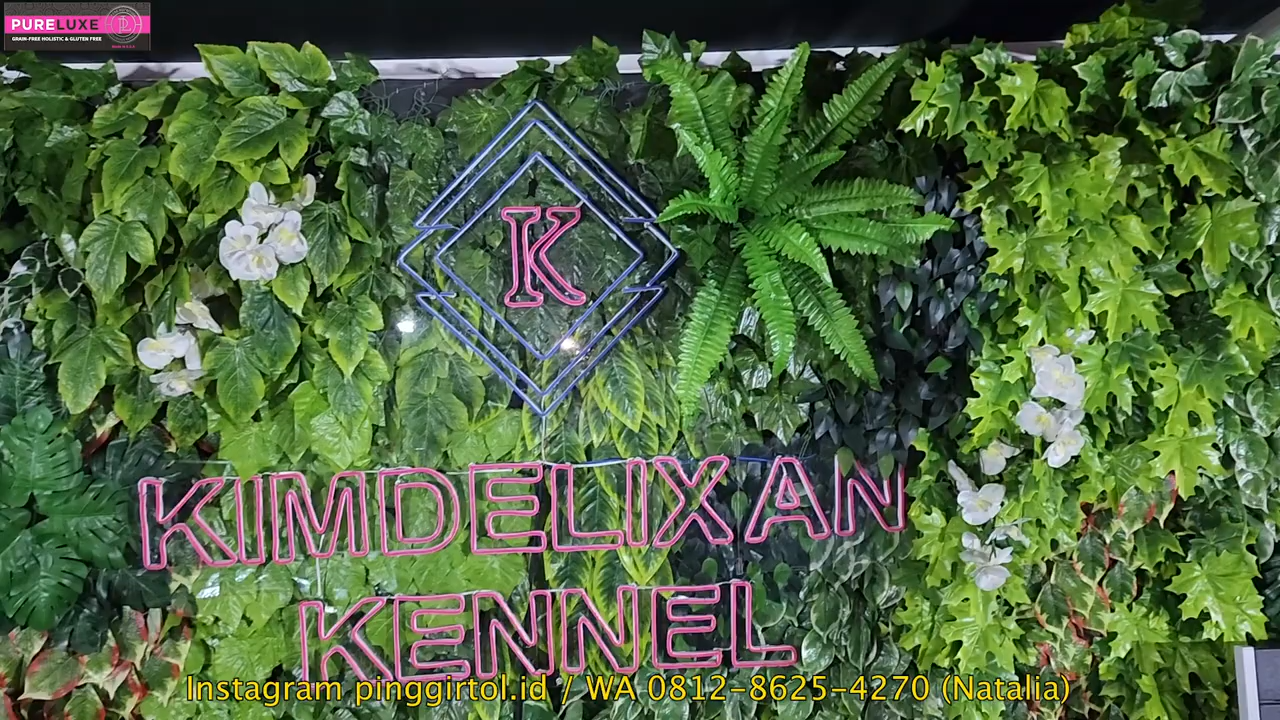 PURELUXE
GRAIN-FREE HOLISTIC & GLUTEN FREE
K
KIMDELIXAN
KENNEL
Instagram pinggirtol.id / WA 0812-8625-4270 (Natalia)